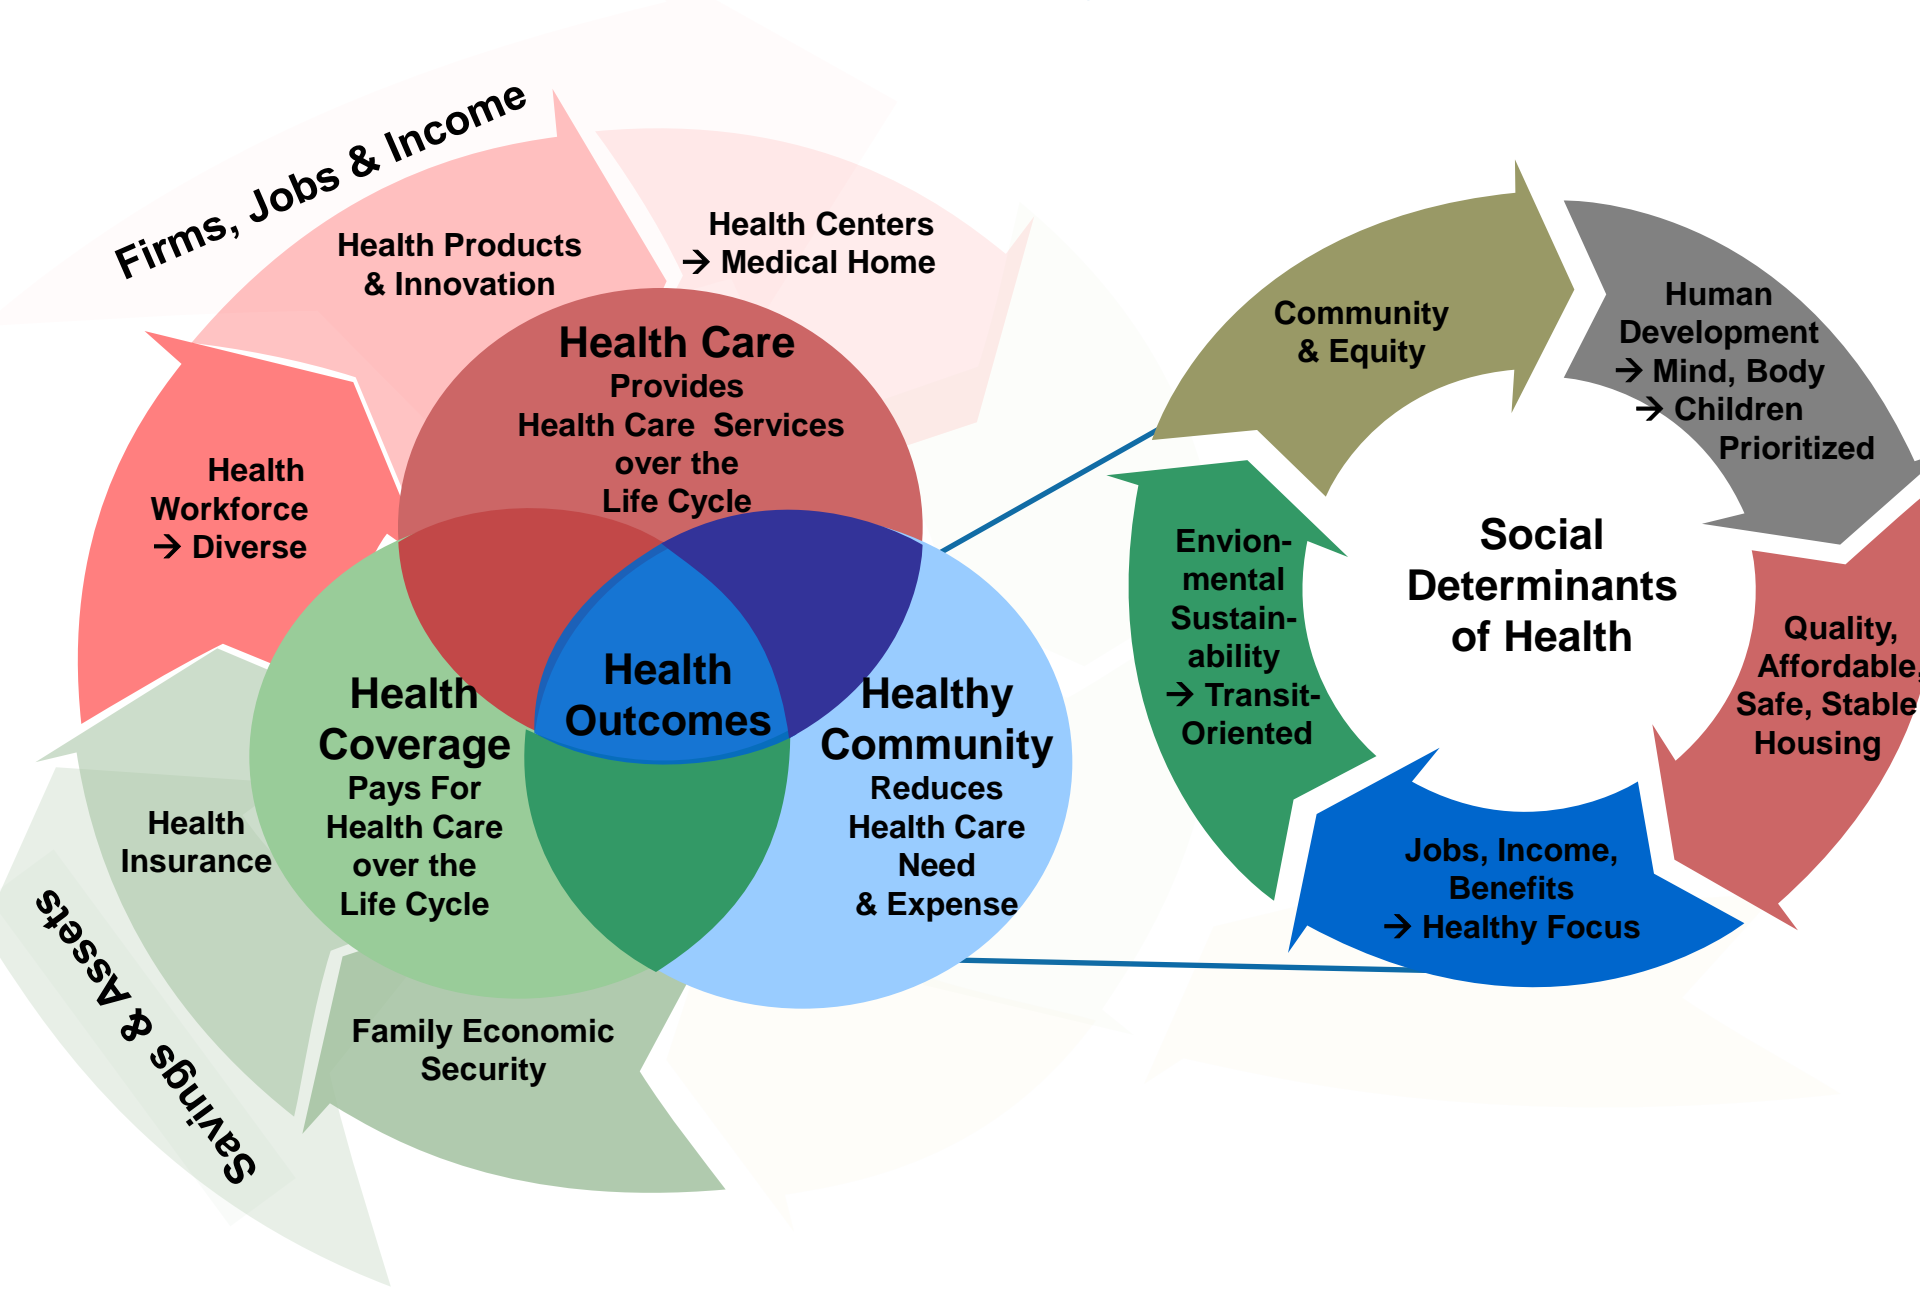 Firms, Jobs & Income
Health Products
& Innovation
Health Centers
→ Medical Home
Health
Workforce
→ Diverse
Health Care
Provides
Health Care  Services
over the
Life Cycle
Health
Outcomes
Health
Coverage
Pays For
Health Care
over the
Life Cycle
Healthy
Community
Reduces
Health Care
Need
& Expense
Health
Insurance
Savings & Assets
Family Economic
Security
Community
& Equity
Human
Development
→ Mind, Body
→ Children
Prioritized
Envion-
mental
Sustain-
ability
→ Transit-
Oriented
Social
Determinants
of Health
Quality,
Affordable,
Safe, Stable
Housing
Jobs, Income,
Benefits
→ Healthy Focus